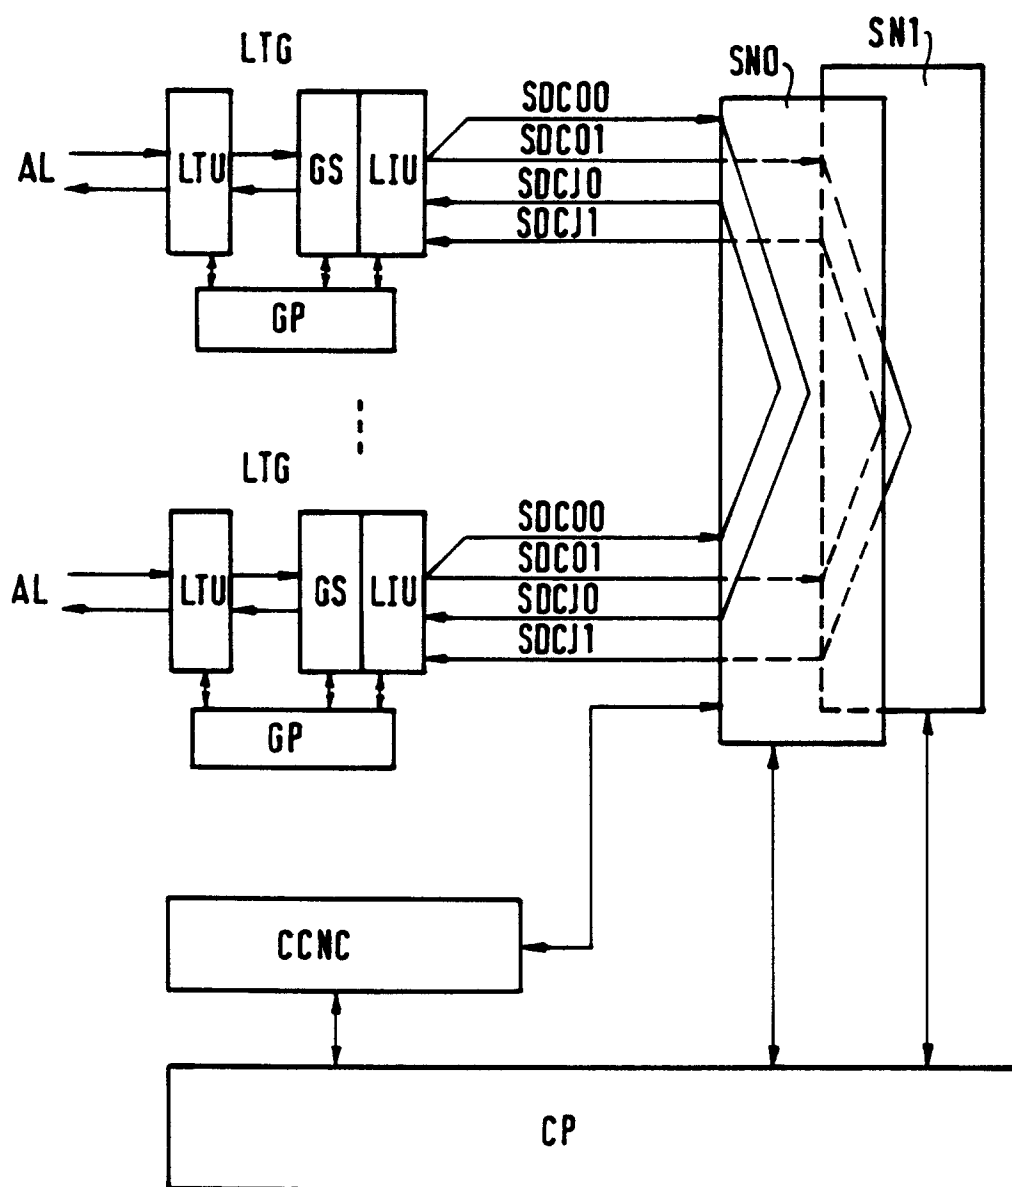 LTG
SN0
SN1
AL
LTU
GS
LIU
SDC00
SDC01
SDCJ0
SDCJ1
GP
LTG
AL
LTU
GS
LIU
SDC00
SDC01
SDCJ0
SDCJ1
GP
CCNC
CP